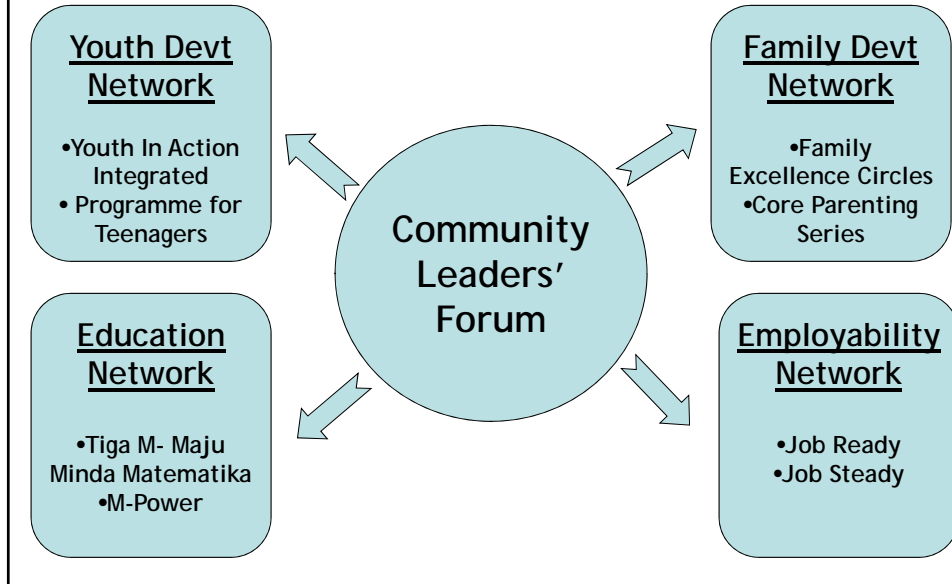 Youth Devt
Network
•Youth In Action
Integrated
• Programme for
Teenagers
Family Devt
Network
•Family
Excellence Circles
•Core Parenting
Series
Community
Leaders’
Forum
Education
Network
•Tiga M- Maju
Minda Matematika
•M-Power
Employability
Network
•Job Ready
•Job Steady